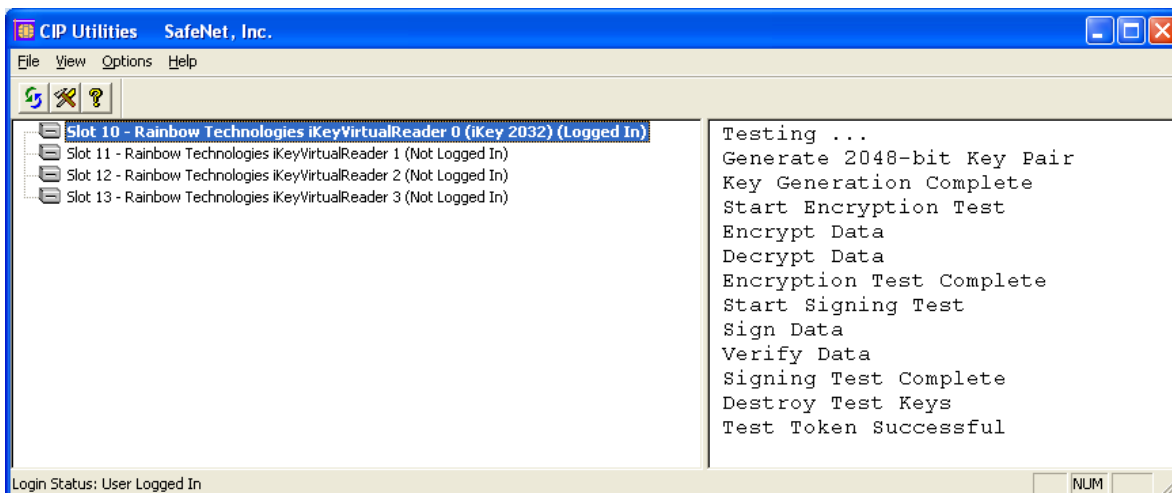 CIP Utilities SafeNet, Inc.
File View Options Help
Slot 10 - Rainbow Technologies iKeyVirtualReader 0 (iKey 2032) (Logged In)
Slot 11 - Rainbow Technologies iKeyVirtualReader 1 (Not Logged In)
Slot 12 - Rainbow Technologies iKeyVirtualReader 2 (Not Logged In)
Slot 13 - Rainbow Technologies iKeyVirtualReader 3 (Not Logged In)
Testing ...
Generate 2048-bit Key Pair
Key Generation Complete
Start Encryption Test
Encrypt Data
Decrypt Data
Encryption Test Complete
Start Signing Test
Sign Data
Verify Data
Signing Test Complete
Destroy Test Keys
Test Token Successful
Login Status: User Logged In
NUM